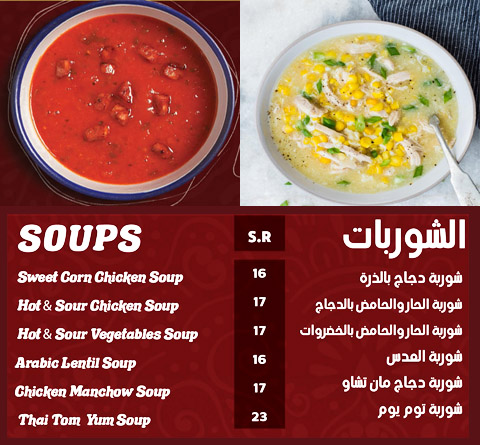 SOUPS S.R الشوربات
Sweet Corn Chicken Soup 16 شوربة دجاج بالذرة
Hot & Sour Chicken Soup 17 شوربة الحار والحامض بالدجاج
Hot & Sour Vegetables Soup 17 شوربة الحار والحامض بالخضروات
Arabic Lentil Soup 16 شوربة العدس
Chicken Manchow Soup 17 شوربة دجاج مان تشاو
Thai Tom Yum Soup 23 شوربة توم يوم